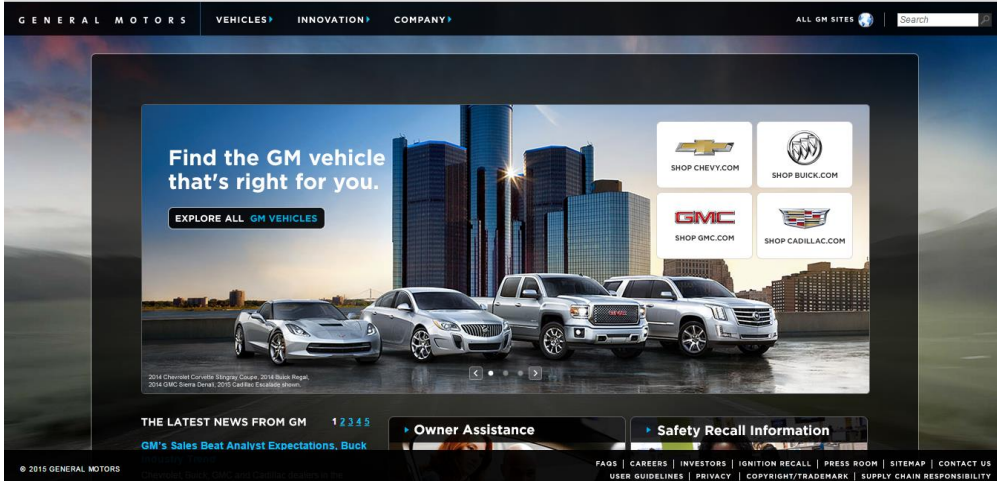 GENERAL MOTORS
VEHICLES
INNOVATION
COMPANY
ALL GM SITES
Search
Find the GM vehicle
that's right for you.
EXPLORE ALL GM VEHICLES
SHOP CHEVY.COM
SHOP BUICK.COM
GMC
SHOP GMC.COM
SHOP CADILLAC.COM
2014 Chevrolet Corvette Stingray Coupe, 2014 Buick Regal,
2014 GMC Sierra Denali, 2015 Cadillac Escalade shown.
THE LATEST NEWS FROM GM 1 2 3 4 5
GM's Sales Beat Analyst Expectations, Buck
Owner Assistance
Safety Recall Information
© 2015 GENERAL MOTORS
FAQS | CAREERS | INVESTORS | IGNITION RECALL | PRESS ROOM | SITEMAP | CONTACT US
USER GUIDELINES | PRIVACY | COPYRIGHT/TRADEMARK | SUPPLY CHAIN RESPONSIBILITY